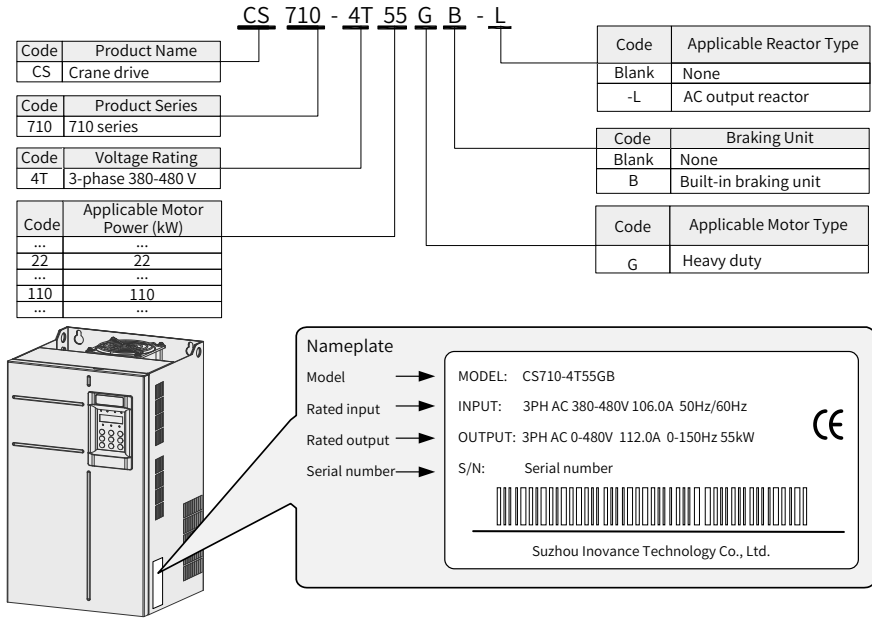 CS 710 - 4T 55 G B - L
Code Product Name
CS Crane drive
Code Product Series
710 710 series
Code Voltage Rating
4T 3-phase 380-480 V
Code Applicable Motor
Power (kW)
... ...
22 22
... ...
110 110
... ...
Code Applicable Reactor Type
Blank None
-L AC output reactor
Code Braking Unit
Blank None
B Built-in braking unit
Code Applicable Motor Type
G Heavy duty
Nameplate
Model
Rated input
Rated output
Serial number
MODEL: CS710-4T55GB
INPUT: 3PH AC 380-480V 106.0A 50Hz/60Hz
OUTPUT: 3PH AC 0-480V 112.0A 0-150Hz 55kW
S/N: Serial number
CE
Suzhou Inovance Technology Co., Ltd.